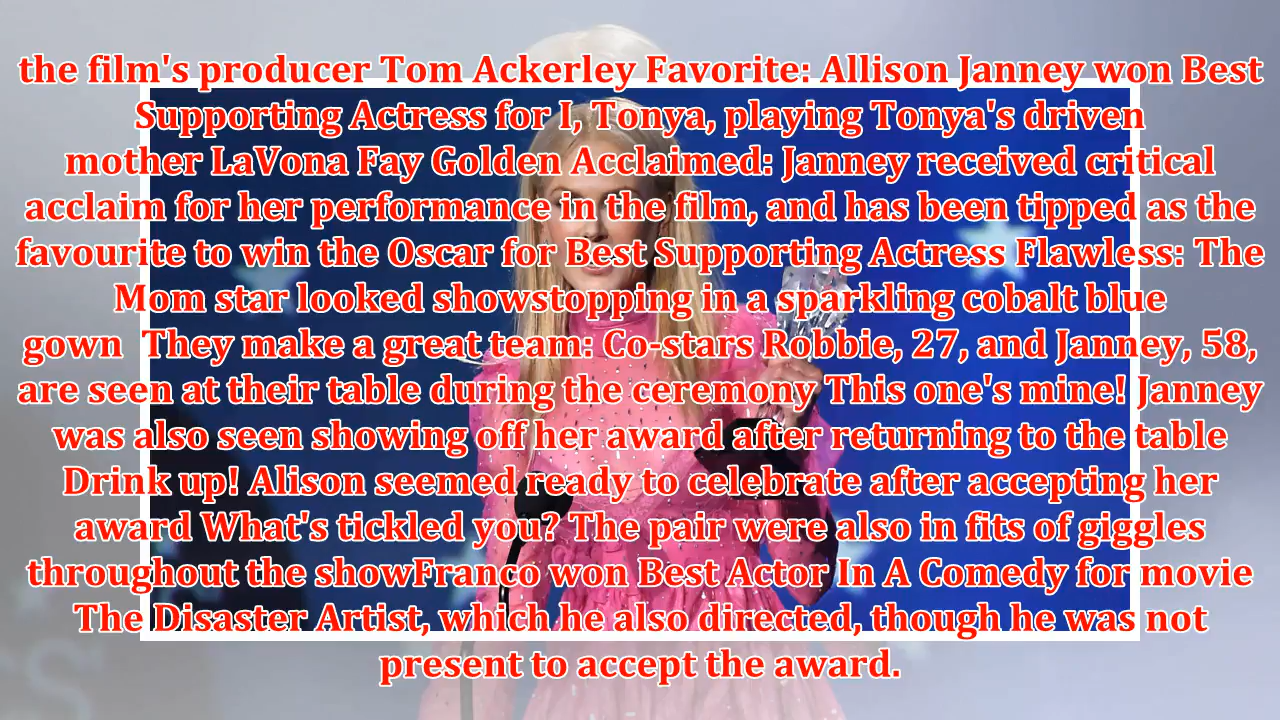 the film's producer Tom Ackerley Favorite: Allison Janney won Best
Supporting Actress for I, Tonya, playing Tonya's driven
mother LaVona Fay Golden Acclaimed: Janney received critical
acclaim for her performance in the film, and has been tipped as the
favourite to win the Oscar for Best Supporting Actress Flawless: The
Mom star looked showstopping in a sparkling cobalt blue
gown  They make a great team: Co-stars Robbie, 27, and Janney, 58,
are seen at their table during the ceremony This one's mine! Janney
was also seen showing off her award after returning to the table
Drink up! Alison seemed ready to celebrate after accepting her
award What's tickled you? The pair were also in fits of giggles
throughout the showFranco won Best Actor In A Comedy for movie
The Disaster Artist, which he also directed, though he was not
present to accept the award.